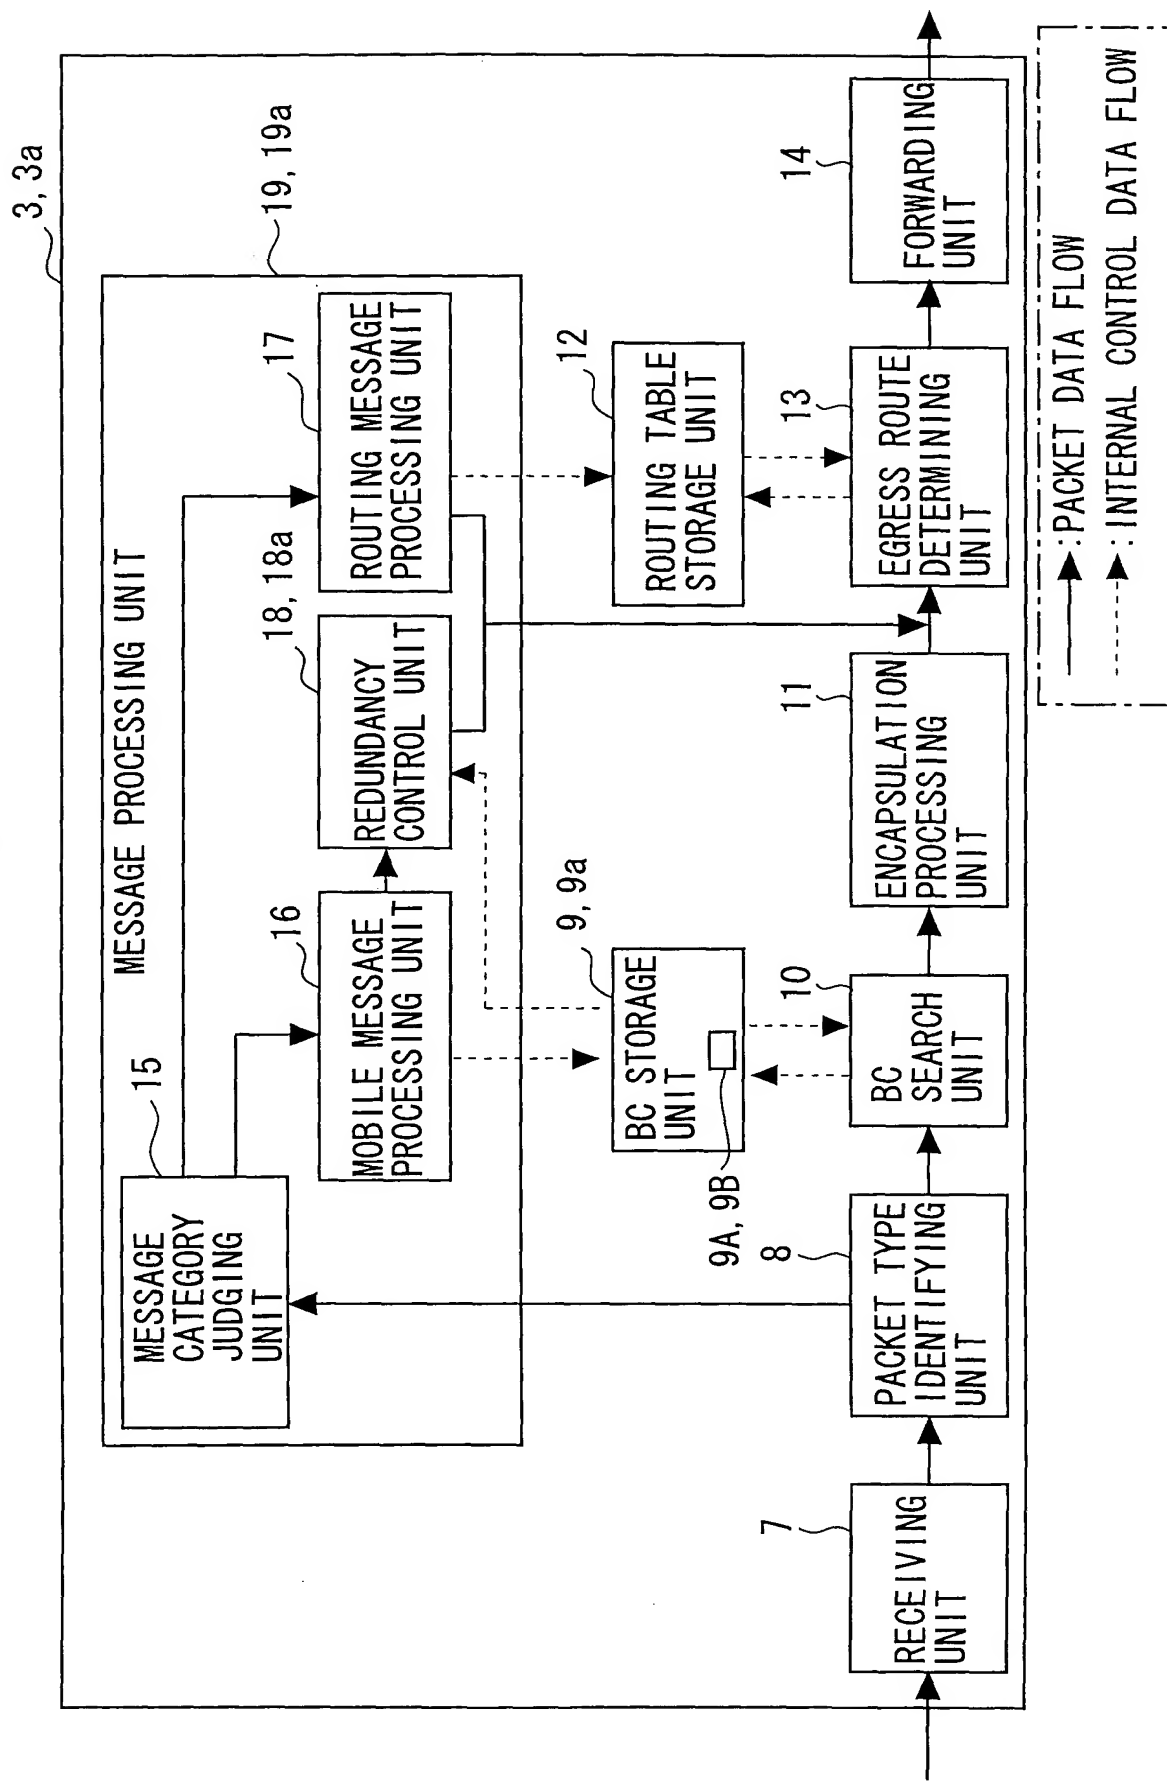 3, 3a
MESSAGE PROCESSING UNIT
19, 19a
15
MESSAGE
CATEGORY
JUDGING
UNIT
16
MOBILE MESSAGE
PROCESSING UNIT
18, 18a
REDUNDANCY
CONTROL UNIT
17
ROUTING MESSAGE
PROCESSING UNIT
9, 9a
BC STORAGE
UNIT
9A, 9B
12
ROUTING TABLE
STORAGE UNIT
7
RECEIVING
UNIT
8
PACKET TYPE
IDENTIFYING
UNIT
10
BC
SEARCH
UNIT
11
ENCAPSULATION
PROCESSING
UNIT
13
EGRESS ROUTE
DETERMINING
UNIT
14
FORWARDING
UNIT
:PACKET DATA FLOW
:INTERNAL CONTROL DATA FLOW